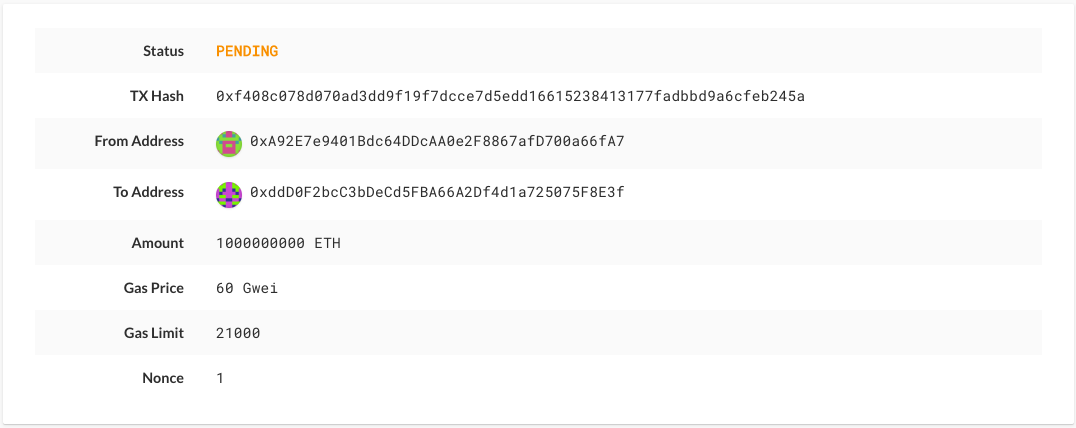 Status PENDING
TX Hash 0xf408c078d070ad3dd9f19f7dcce7d5edd16615238413177fadbbd9a6cfeb245a
From Address 0xA92E7e9401Bdc64DDcAA0e2F8867afD700a66fA7
To Address 0xddD0F2bcC3bDeCd5FBA66A2Df4d1a725075F8E3f
Amount 1000000000 ETH
Gas Price 60 Gwei
Gas Limit 21000
Nonce 1